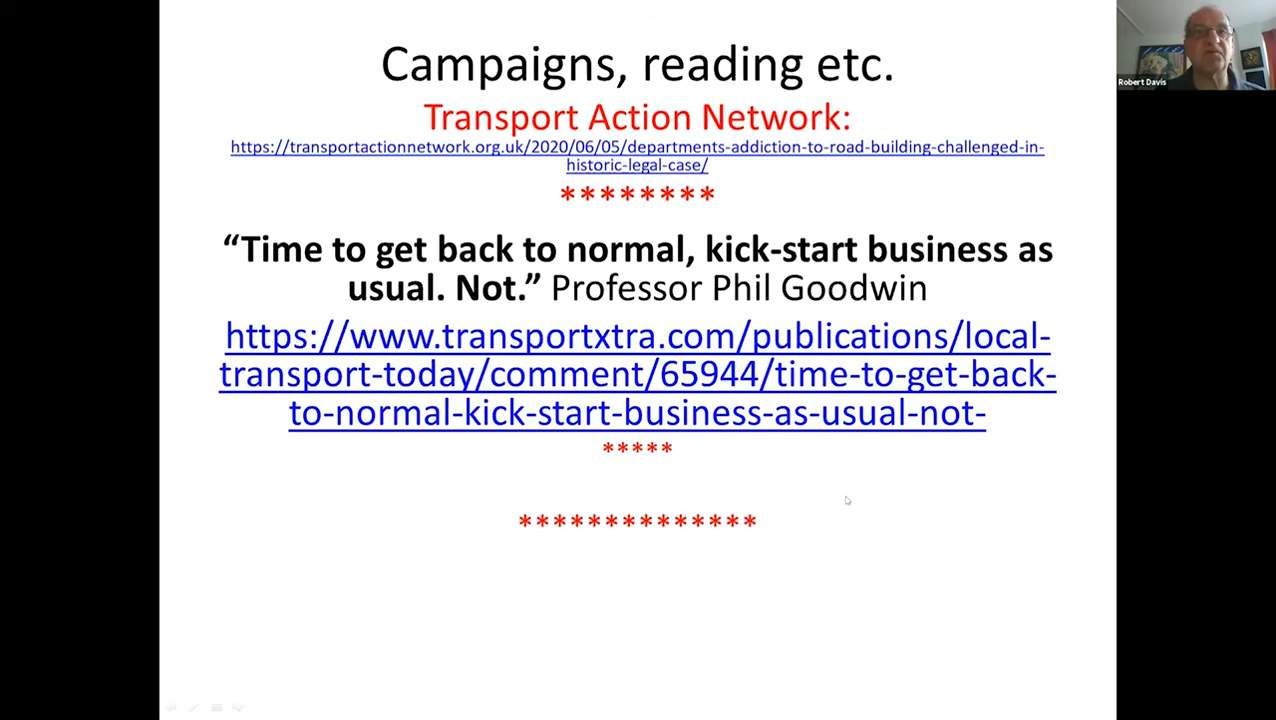 Campaigns, reading etc.
Robert Davis
Transport Action Network:
https://transportactionnetwork.org.uk/2020/06/05/departments-addiction-to-road-building-challenged-in-
historic-legal-case/
********
“Time to get back to normal, kick-start business as
usual. Not.” Professor Phil Goodwin
https://www.transportxtra.com/publications/local-
transport-today/comment/65944/time-to-get-back-
to-normal-kick-start-business-as-usual-not-
*****
**************